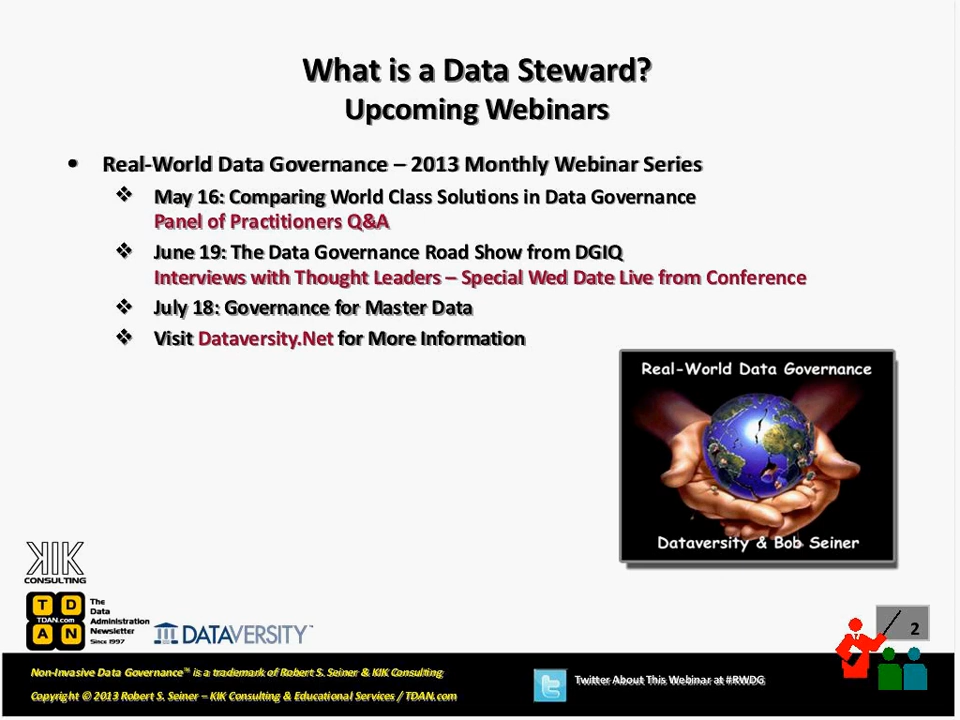 What is a Data Steward?
Upcoming Webinars
• Real-World Data Governance – 2013 Monthly Webinar Series
❖ May 16: Comparing World Class Solutions in Data Governance
Panel of Practitioners Q&A
❖ June 19: The Data Governance Road Show from DGIQ
Interviews with Thought Leaders – Special Wed Date Live from Conference
❖ July 18: Governance for Master Data
❖ Visit Dataversity.Net for More Information
Real-World Data Governance
Dataversity & Bob Seiner
KIK
CONSULTING
T D
TDAN.com
A N
The
Data
Administration
Newsletter
Since 1997
DATAVERSITY™
2
Non-Invasive Data Governance™ is a trademark of Robert S. Seiner & KIK Consulting
Copyright © 2013 Robert S. Seiner – KIK Consulting & Educational Services / TDAN.com
Twitter About This Webinar at #RWDG